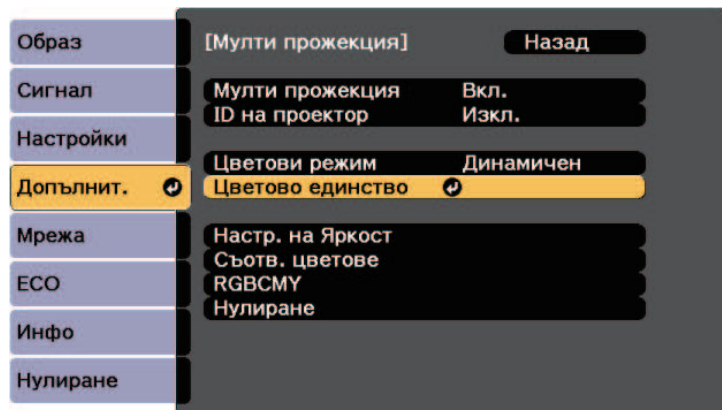 Образ
Сигнал
Настройки
Допълнит.
Мрежа
ECO
Инфо
Нулиране
[Мулти прожекция] Назад
Мулти прожекция Вкл.
ID на проектор Изкл.
Цветови режим Динамичен
Цветово единство
Настр. на Яркост
Съотв. цветове
RGBCMY
Нулиране